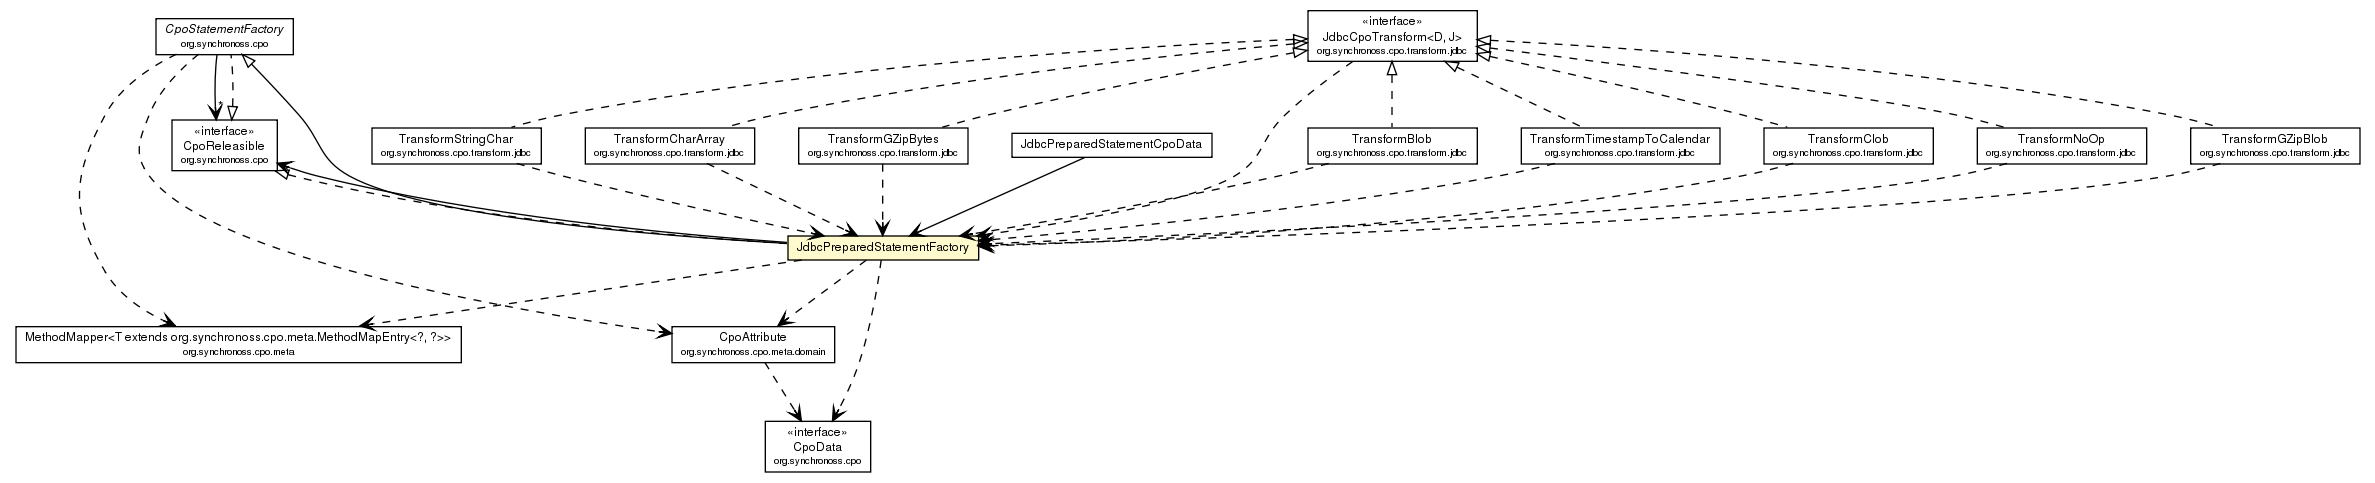 CpoStatementFactory
org.synchronoss.cpo
«interface»
JdbcCpoTransform<D, J>
org.synchronoss.cpo.transform.jdbc
*
«interface»
CpoReleasible
org.synchronoss.cpo
TransformStringChar
org.synchronoss.cpo.transform.jdbc
TransformCharArray
org.synchronoss.cpo.transform.jdbc
TransformGZipBytes
org.synchronoss.cpo.transform.jdbc
JdbcPreparedStatementCpoData
TransformBlob
org.synchronoss.cpo.transform.jdbc
TransformTimestampToCalendar
org.synchronoss.cpo.transform.jdbc
TransformClob
org.synchronoss.cpo.transform.jdbc
TransformNoOp
org.synchronoss.cpo.transform.jdbc
TransformGZipBlob
org.synchronoss.cpo.transform.jdbc
JdbcPreparedStatementFactory
MethodMapper<T extends org.synchronoss.cpo.meta.MethodMapEntry<?, ?>>
org.synchronoss.cpo.meta
CpoAttribute
org.synchronoss.cpo.meta.domain
«interface»
CpoData
org.synchronoss.cpo